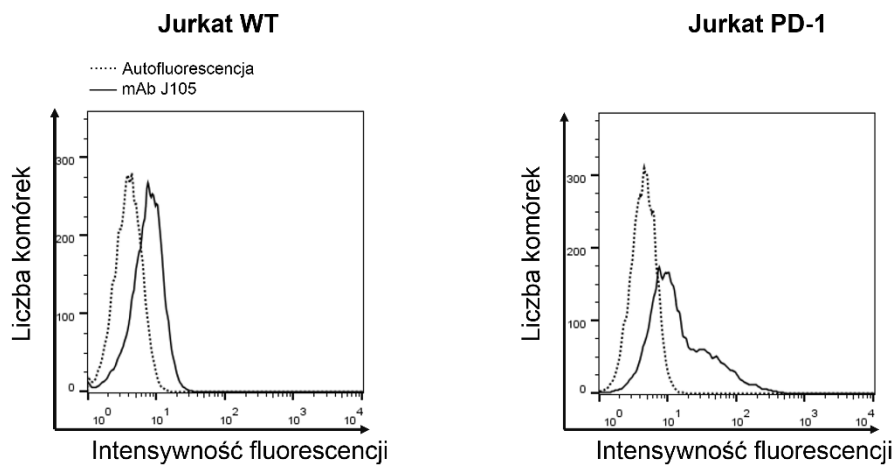 Jurkat WT
Autofluorescencja
mAb J105
Liczba komórek
300
200
100
0
10⁰ 10¹ 10² 10³ 10⁴
Intensywność fluorescencji
Jurkat PD-1
Liczba komórek
300
200
100
0
10⁰ 10¹ 10² 10³ 10⁴
Intensywność fluorescencji